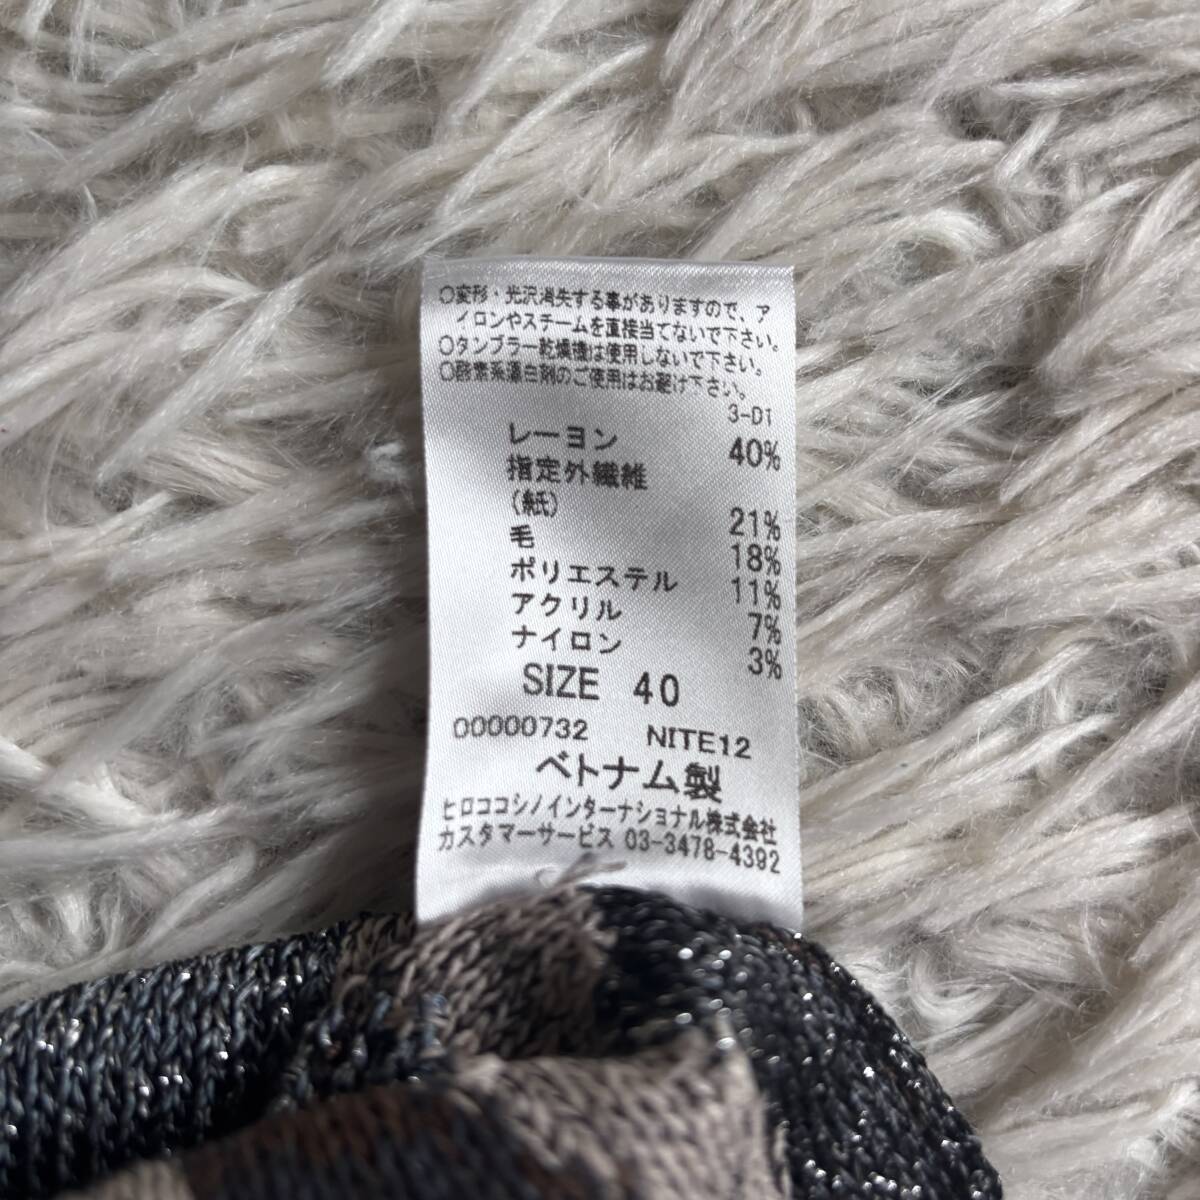 ○変形・光沢消失する事がありますので、ア
イロンやスチームを直接当てないで下さい。
○タンブラー乾燥機は使用しないで下さい。
○酵素系漂白剤のご使用はお避け下さい。
3-D1
レーヨン 40%
指定外繊維
(紙) 21%
毛 18%
ポリエステル 11%
アクリル 7%
ナイロン 3%
SIZE 40
00000732 NITE12
ベトナム製
ヒロココシノインターナショナル株式会社
カスタマーサービス 03-3478-4392